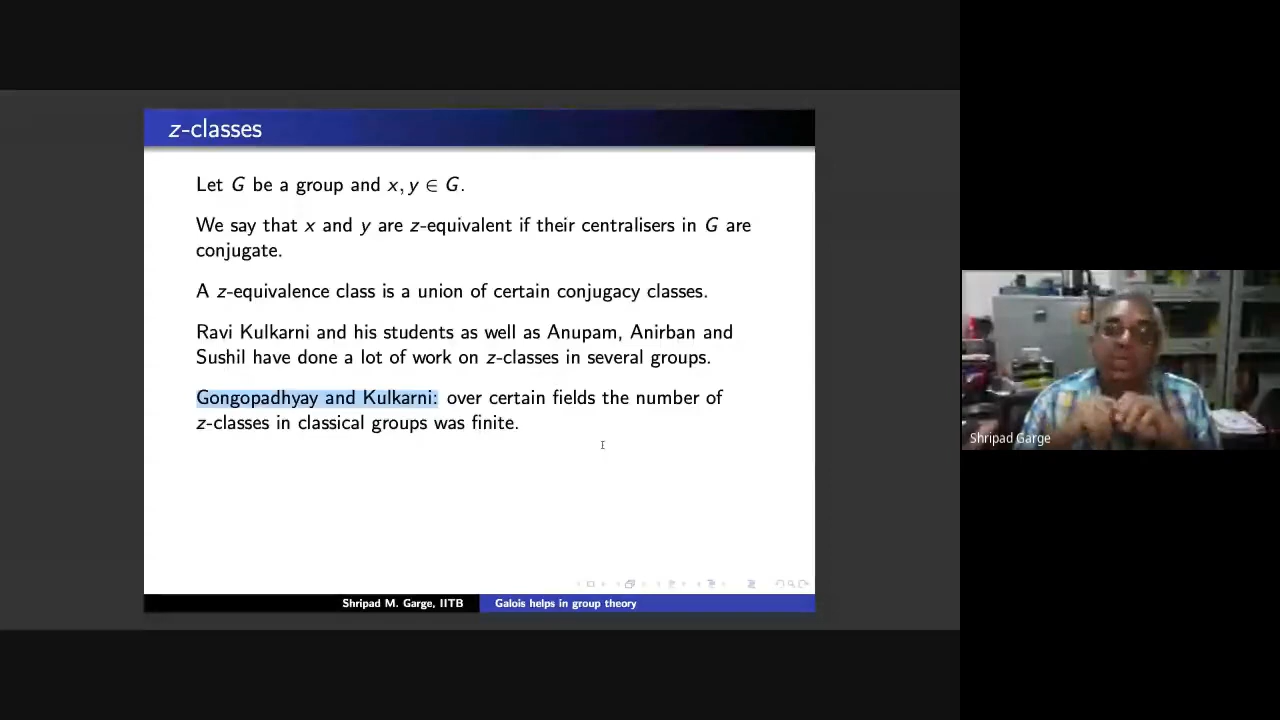 z-classes
Let G be a group and x, y ∈ G.
We say that x and y are z-equivalent if their centralisers in G are
conjugate.
A z-equivalence class is a union of certain conjugacy classes.
Ravi Kulkarni and his students as well as Anupam, Anirban and
Sushil have done a lot of work on z-classes in several groups.
Gongopadhyay and Kulkarni: over certain fields the number of
z-classes in classical groups was finite.
Shripad M. Garge, IITB
Galois helps in group theory
Shripad Garge